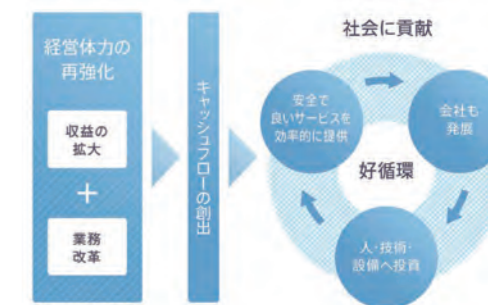 経営体力の
再強化
収益の
拡大
+
業務
改革
キャッシュフローの創出
社会に貢献
安全で
良いサービスを
効率的に提供
会社も
発展
好循環
人・技術・
設備へ投資